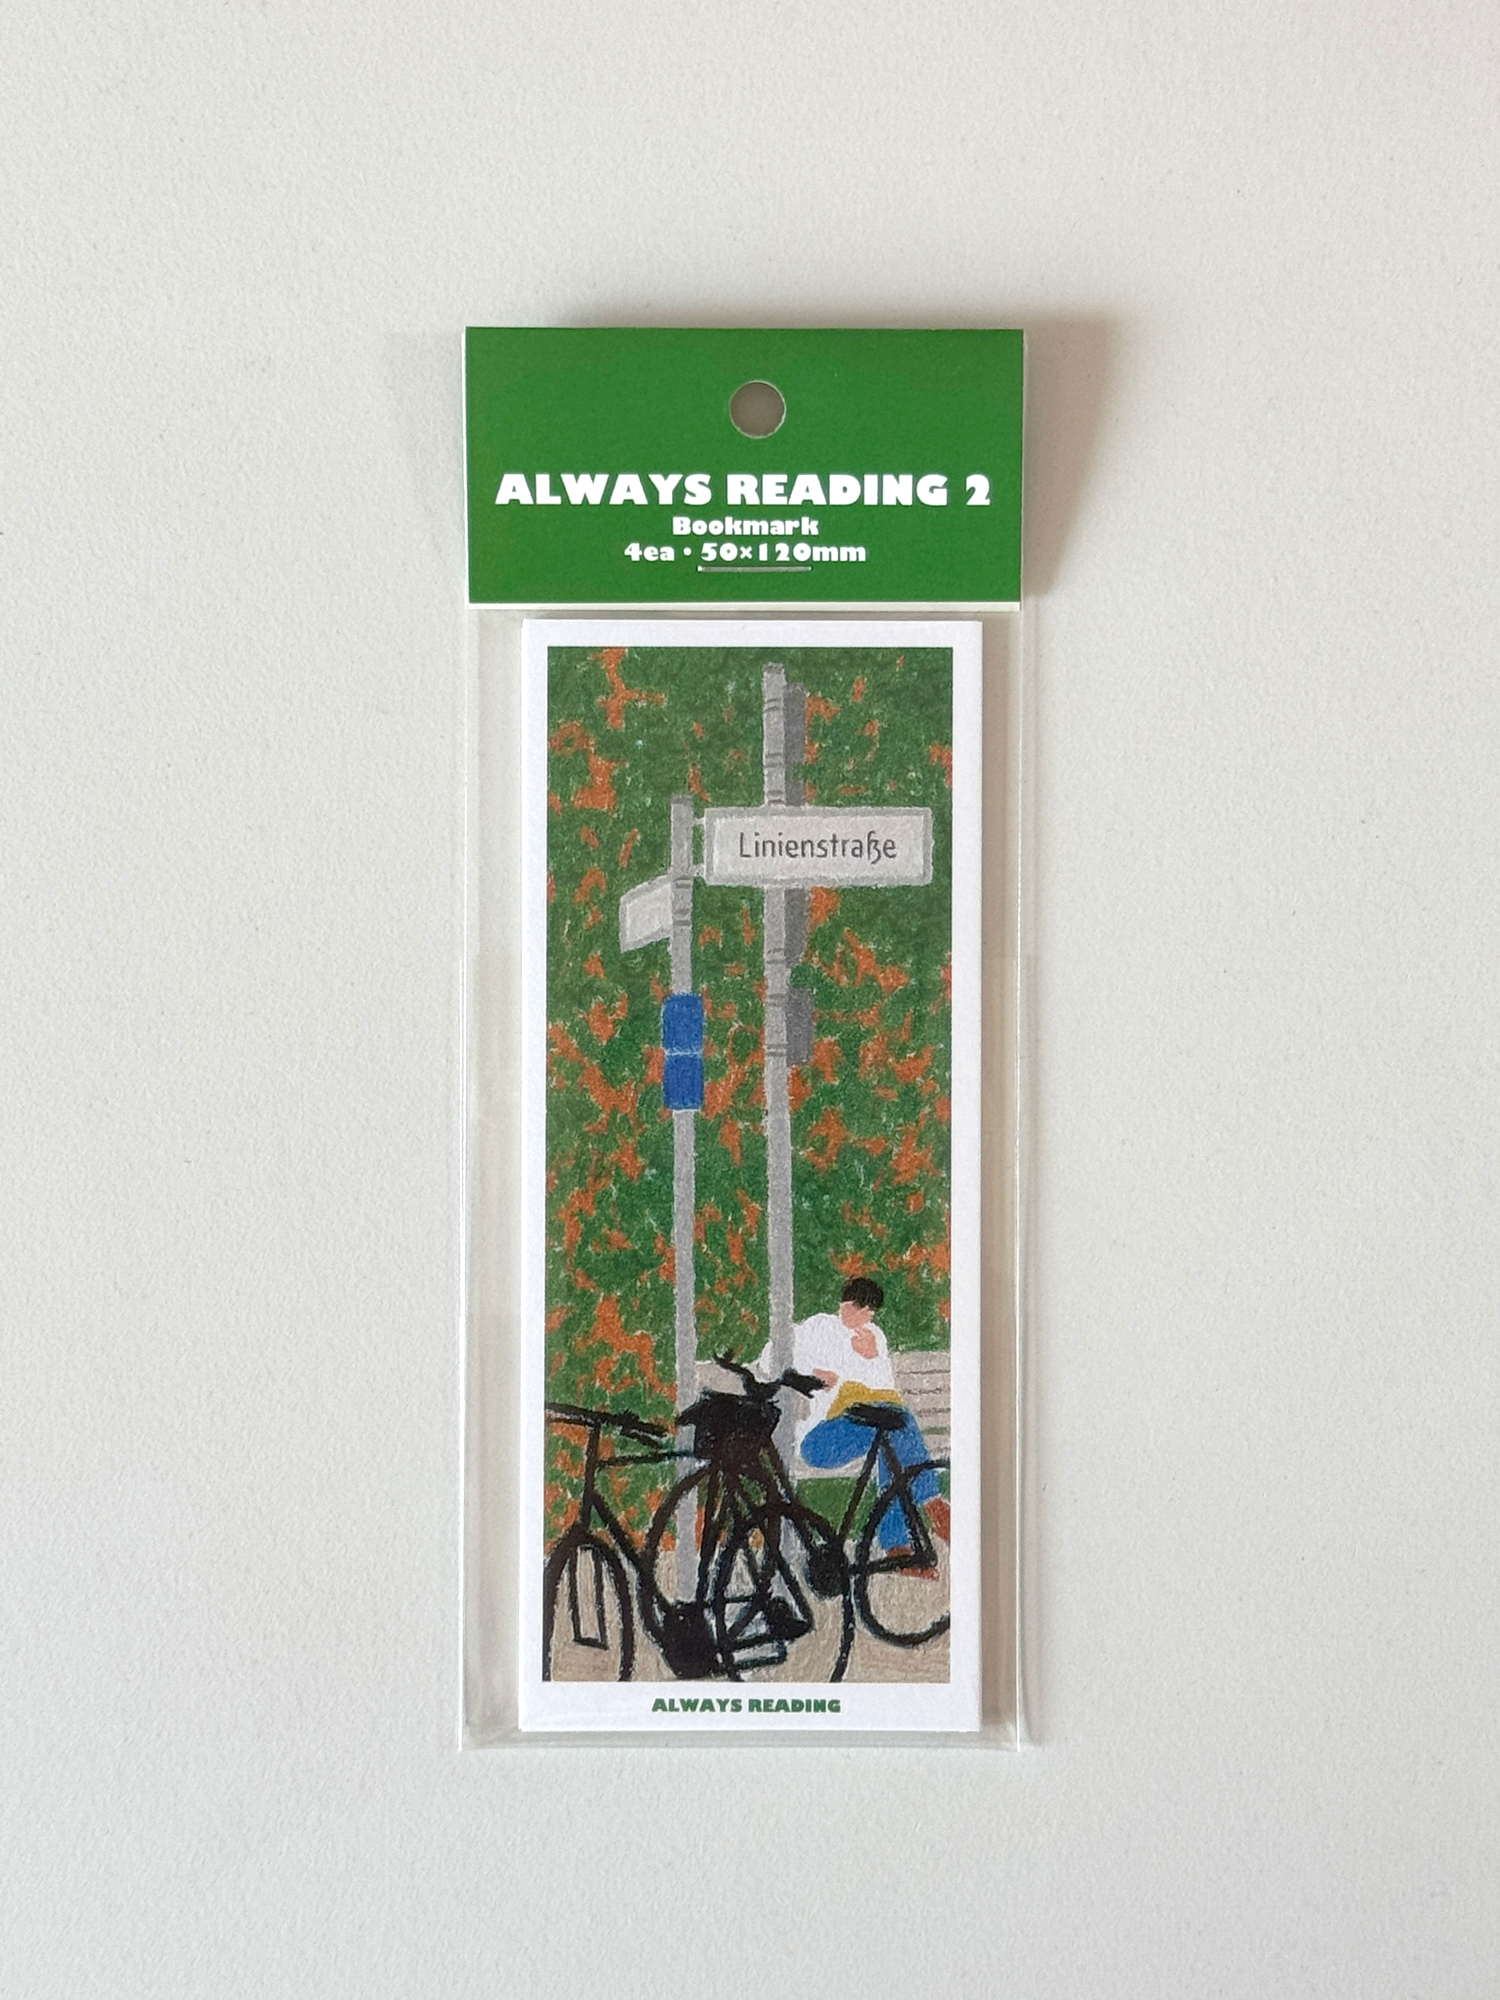 ALWAYS READING 2
Bookmark
4ea • 50×120mm
Linienstraße
ALWAYS READING